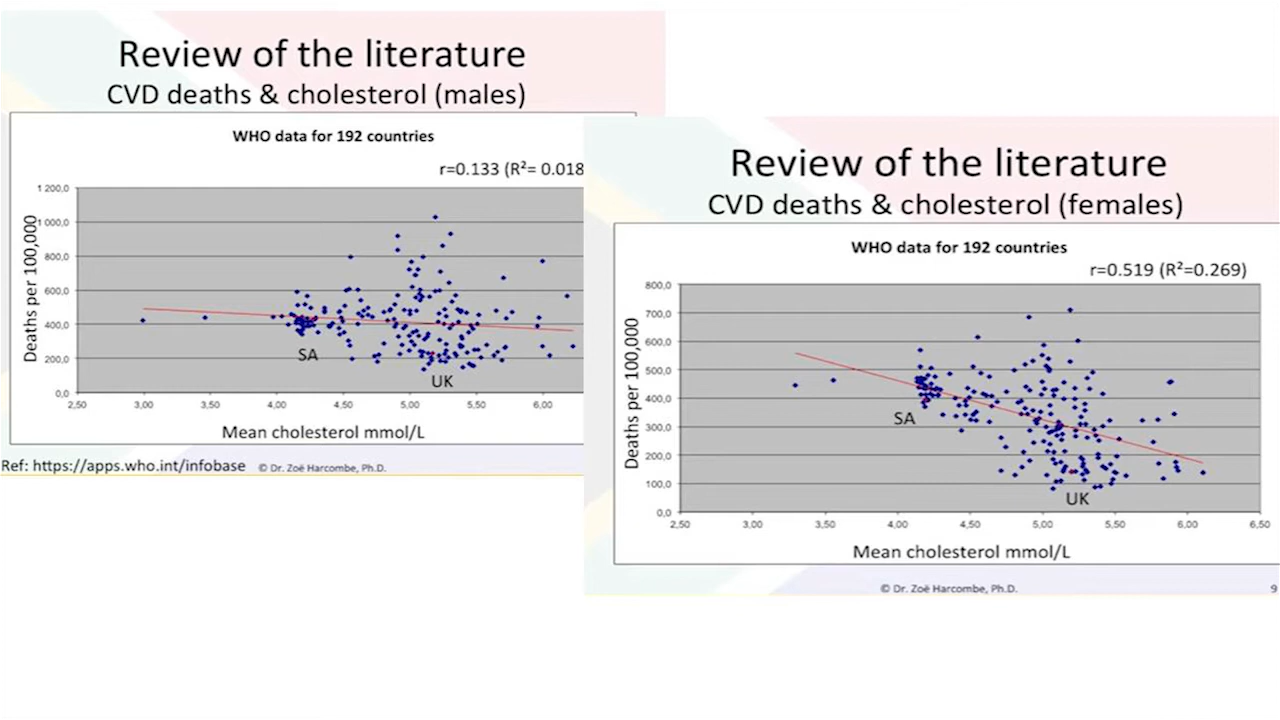 Review of the literature
CVD deaths & cholesterol (males)
WHO data for 192 countries
r=0.133 (R²= 0.018
Deaths per 100,000
1 200,0
1 000,0
800,0
600,0
400,0
200,0
0,0
SA
UK
2,50 3,00 3,50 4,00 4,50 5,00 5,50 6,00
Mean cholesterol mmol/L
Ref: https://apps.who.int/infobase © Dr. Zoë Harcombe, Ph.D.
Review of the literature
CVD deaths & cholesterol (females)
WHO data for 192 countries
r=0.519 (R²=0.269)
Deaths per 100,000
800,0
700,0
600,0
500,0
400,0
300,0
200,0
100,0
0,0
SA
UK
2,50 3,00 3,50 4,00 4,50 5,00 5,50 6,00 6,50
Mean cholesterol mmol/L
© Dr. Zoë Harcombe, Ph.D. 9